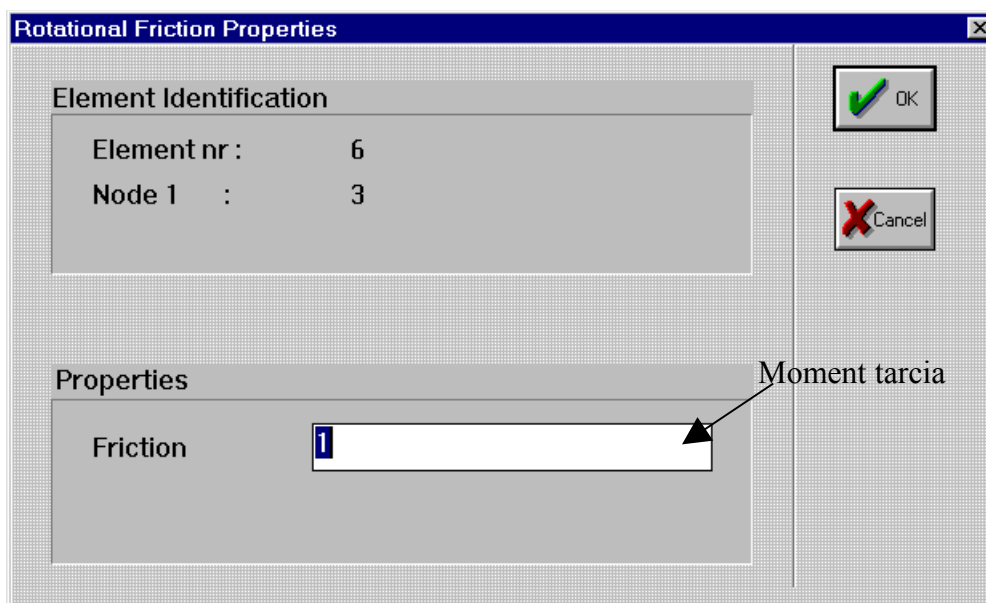 Rotational Friction Properties
Element Identification
Element nr : 6
Node 1 : 3
OK
Cancel
Properties
Moment tarcia
Friction 1